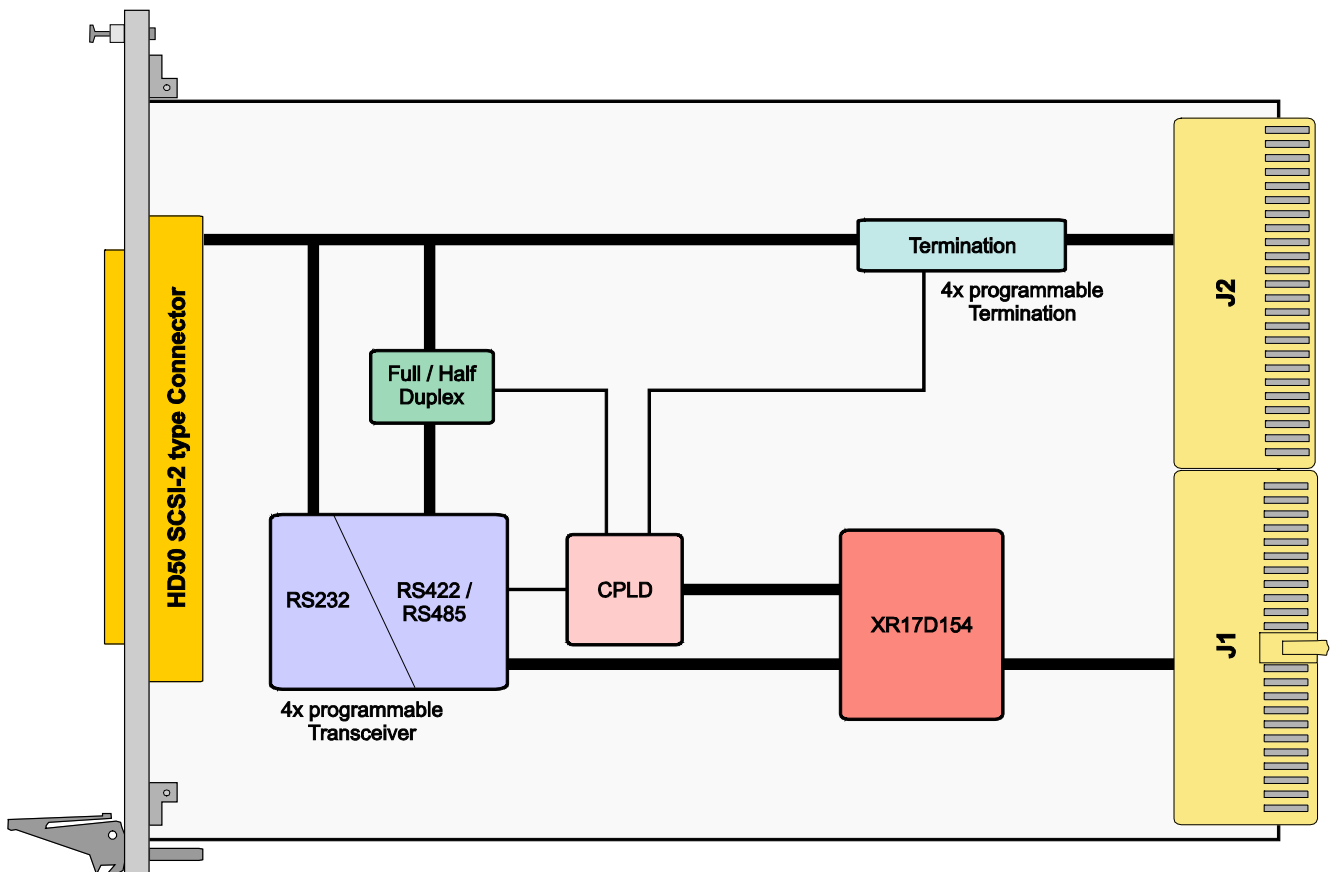 HD50 SCSI-2 type Connector
Termination
4x programmable
Termination
J2
Full / Half
Duplex
RS232
RS422 /
RS485
4x programmable
Transceiver
CPLD
XR17D154
J1